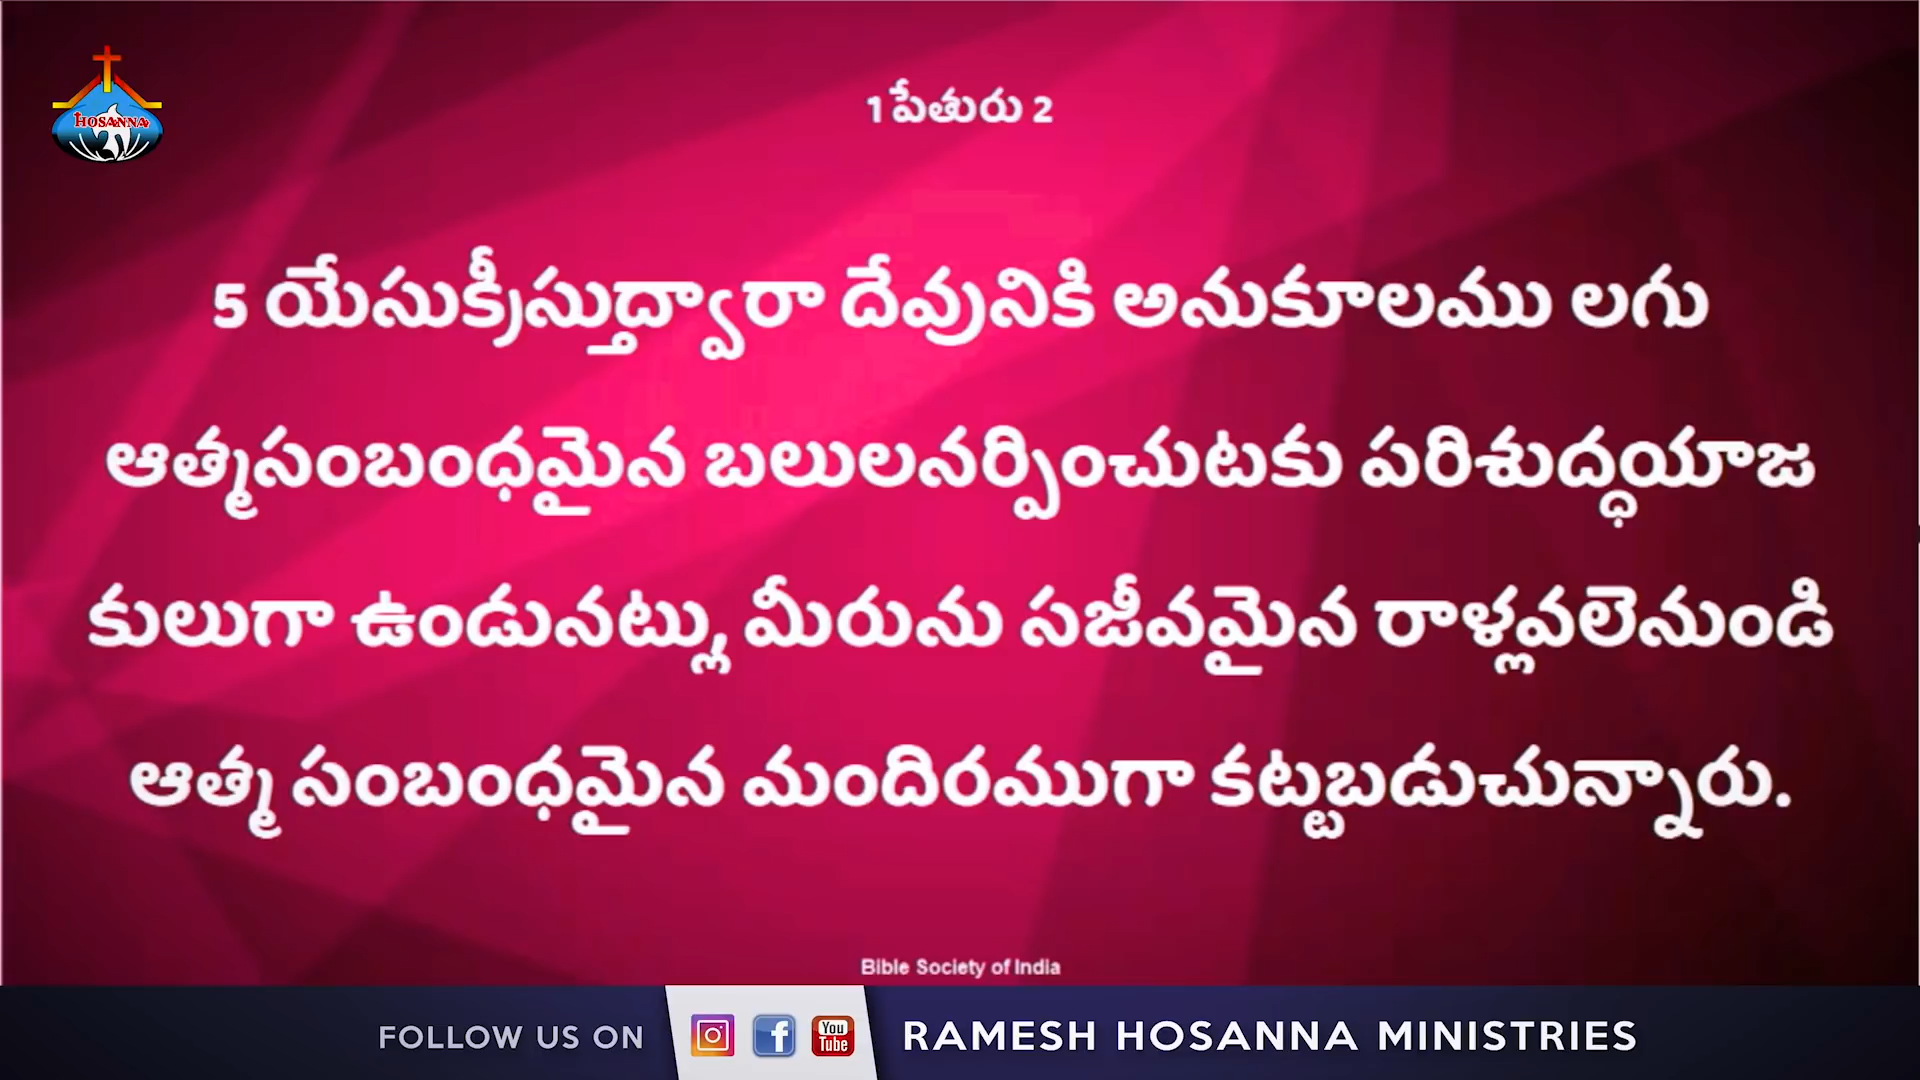 HOSANNA
1 పేతురు 2
5 యేసుక్రీస్తుద్వారా దేవునికి అనుకూలము లగు
ఆత్మసంబంధమైన బలులనర్పించుటకు పరిశుద్ధయాజ
కులుగా ఉండునట్లు, మీరును సజీవమైన రాళ్లవలెనుండి
ఆత్మ సంబంధమైన మందిరముగా కట్టబడుచున్నారు.
Bible Society of India
FOLLOW US ON You Tube RAMESH HOSANNA MINISTRIES